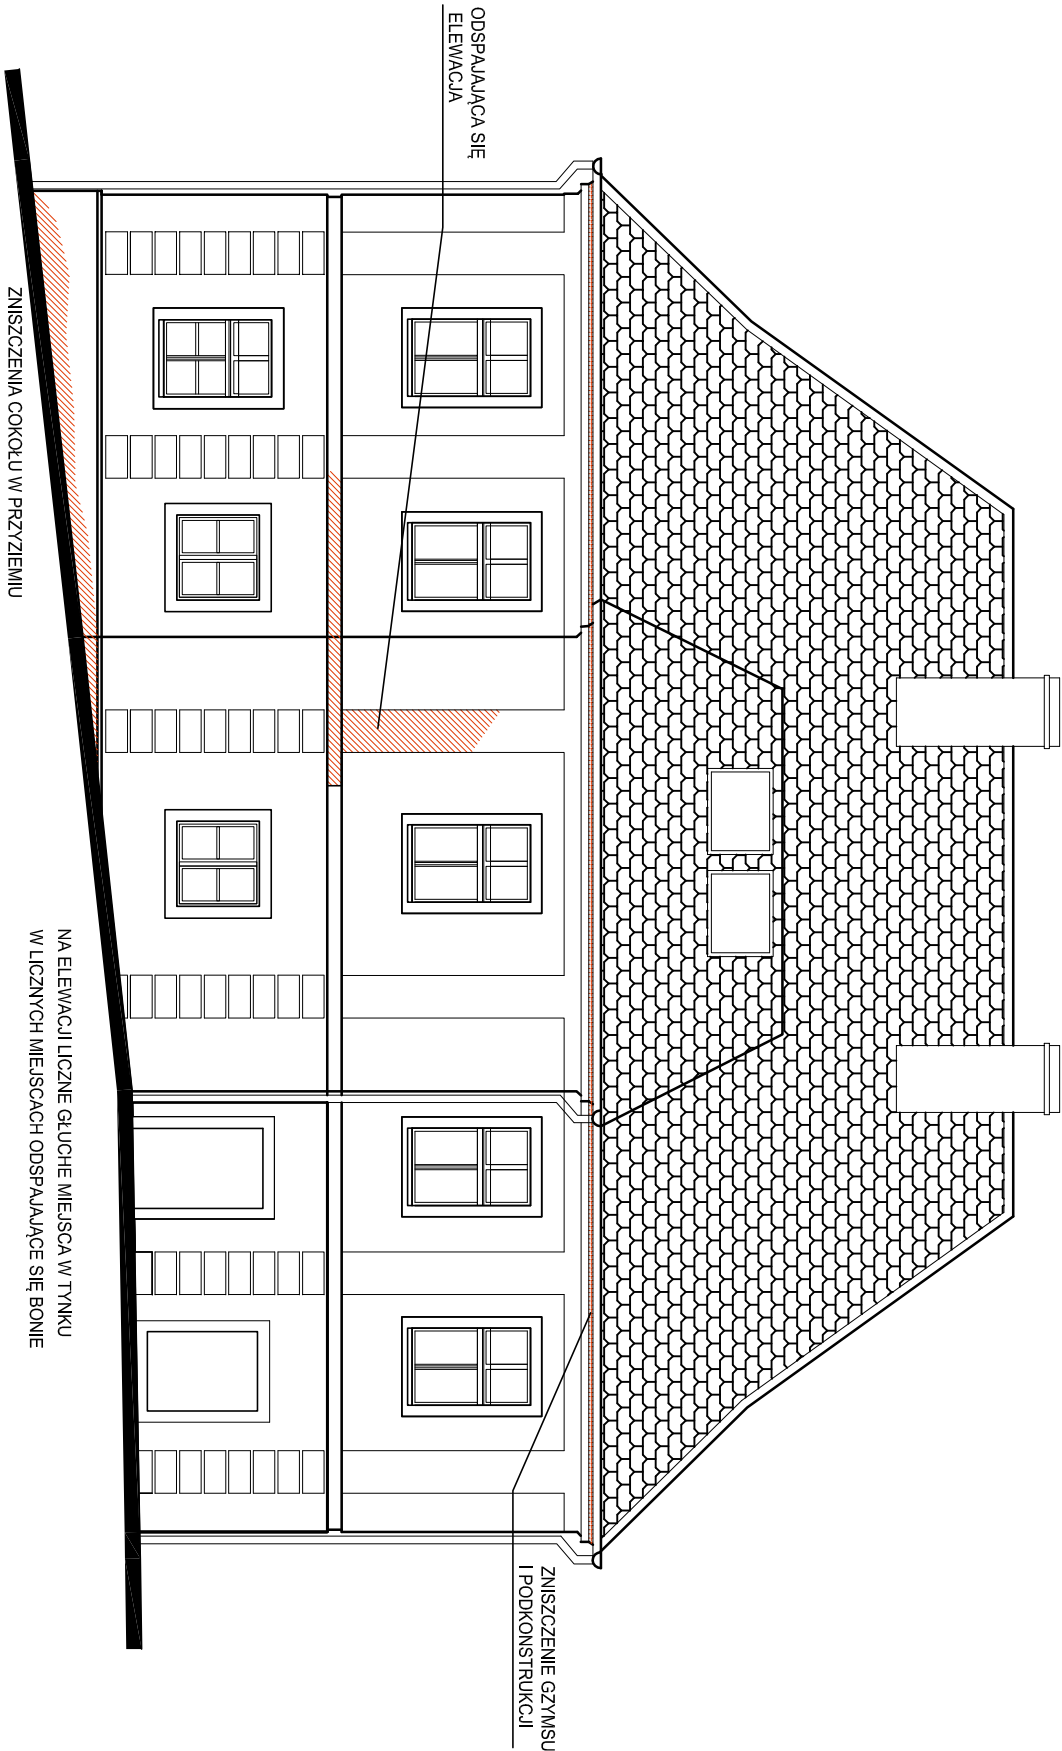 ODSPAJAJĄCA SIĘ
ELEWACJA
ZNISZCZENIE GZYMSU
I PODKONSTRUKCJI
ZNISZCZENIA COKOŁU W PRZYZIEMIU
NA ELEWACJI LICZNE GŁUCHE MIEJSCA W TYNKU
W LICZNYCH MIEJSCACH ODSPAJAJĄCE SIĘ BONIE